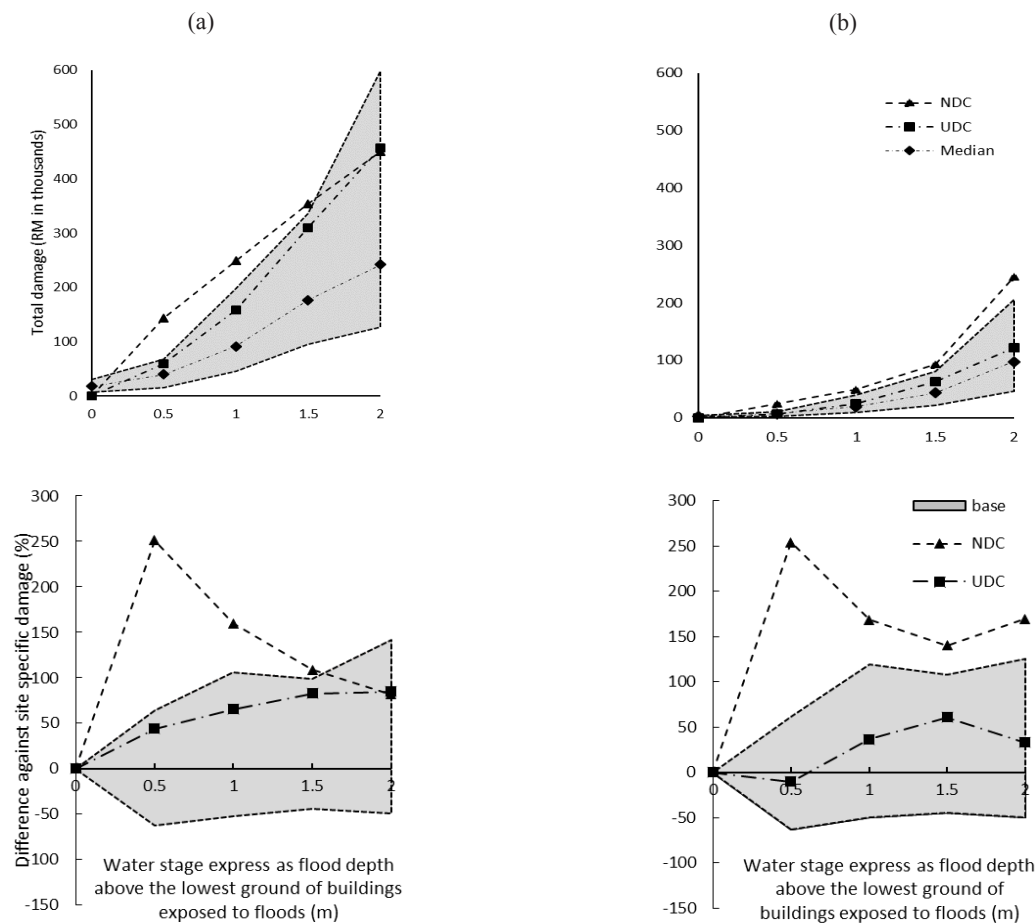 (a)
Total damage (RM in thousands)
600
500
400
300
200
100
0
0 0.5 1 1.5 2
(b)
600
500
400
300
200
100
0
0 0.5 1 1.5 2
NDC
UDC
Median
Difference against site specific damage (%)
300
250
200
150
100
50
0
-50
-100
-150
0 0.5 1 1.5 2
Water stage express as flood depth
above the lowest ground of buildings
exposed to floods (m)
300
250
200
150
100
50
0
-50
-100
-150
0 0.5 1 1.5 2
base
NDC
UDC
Water stage express as flood depth
above the lowest ground of
buildings exposed to floods (m)